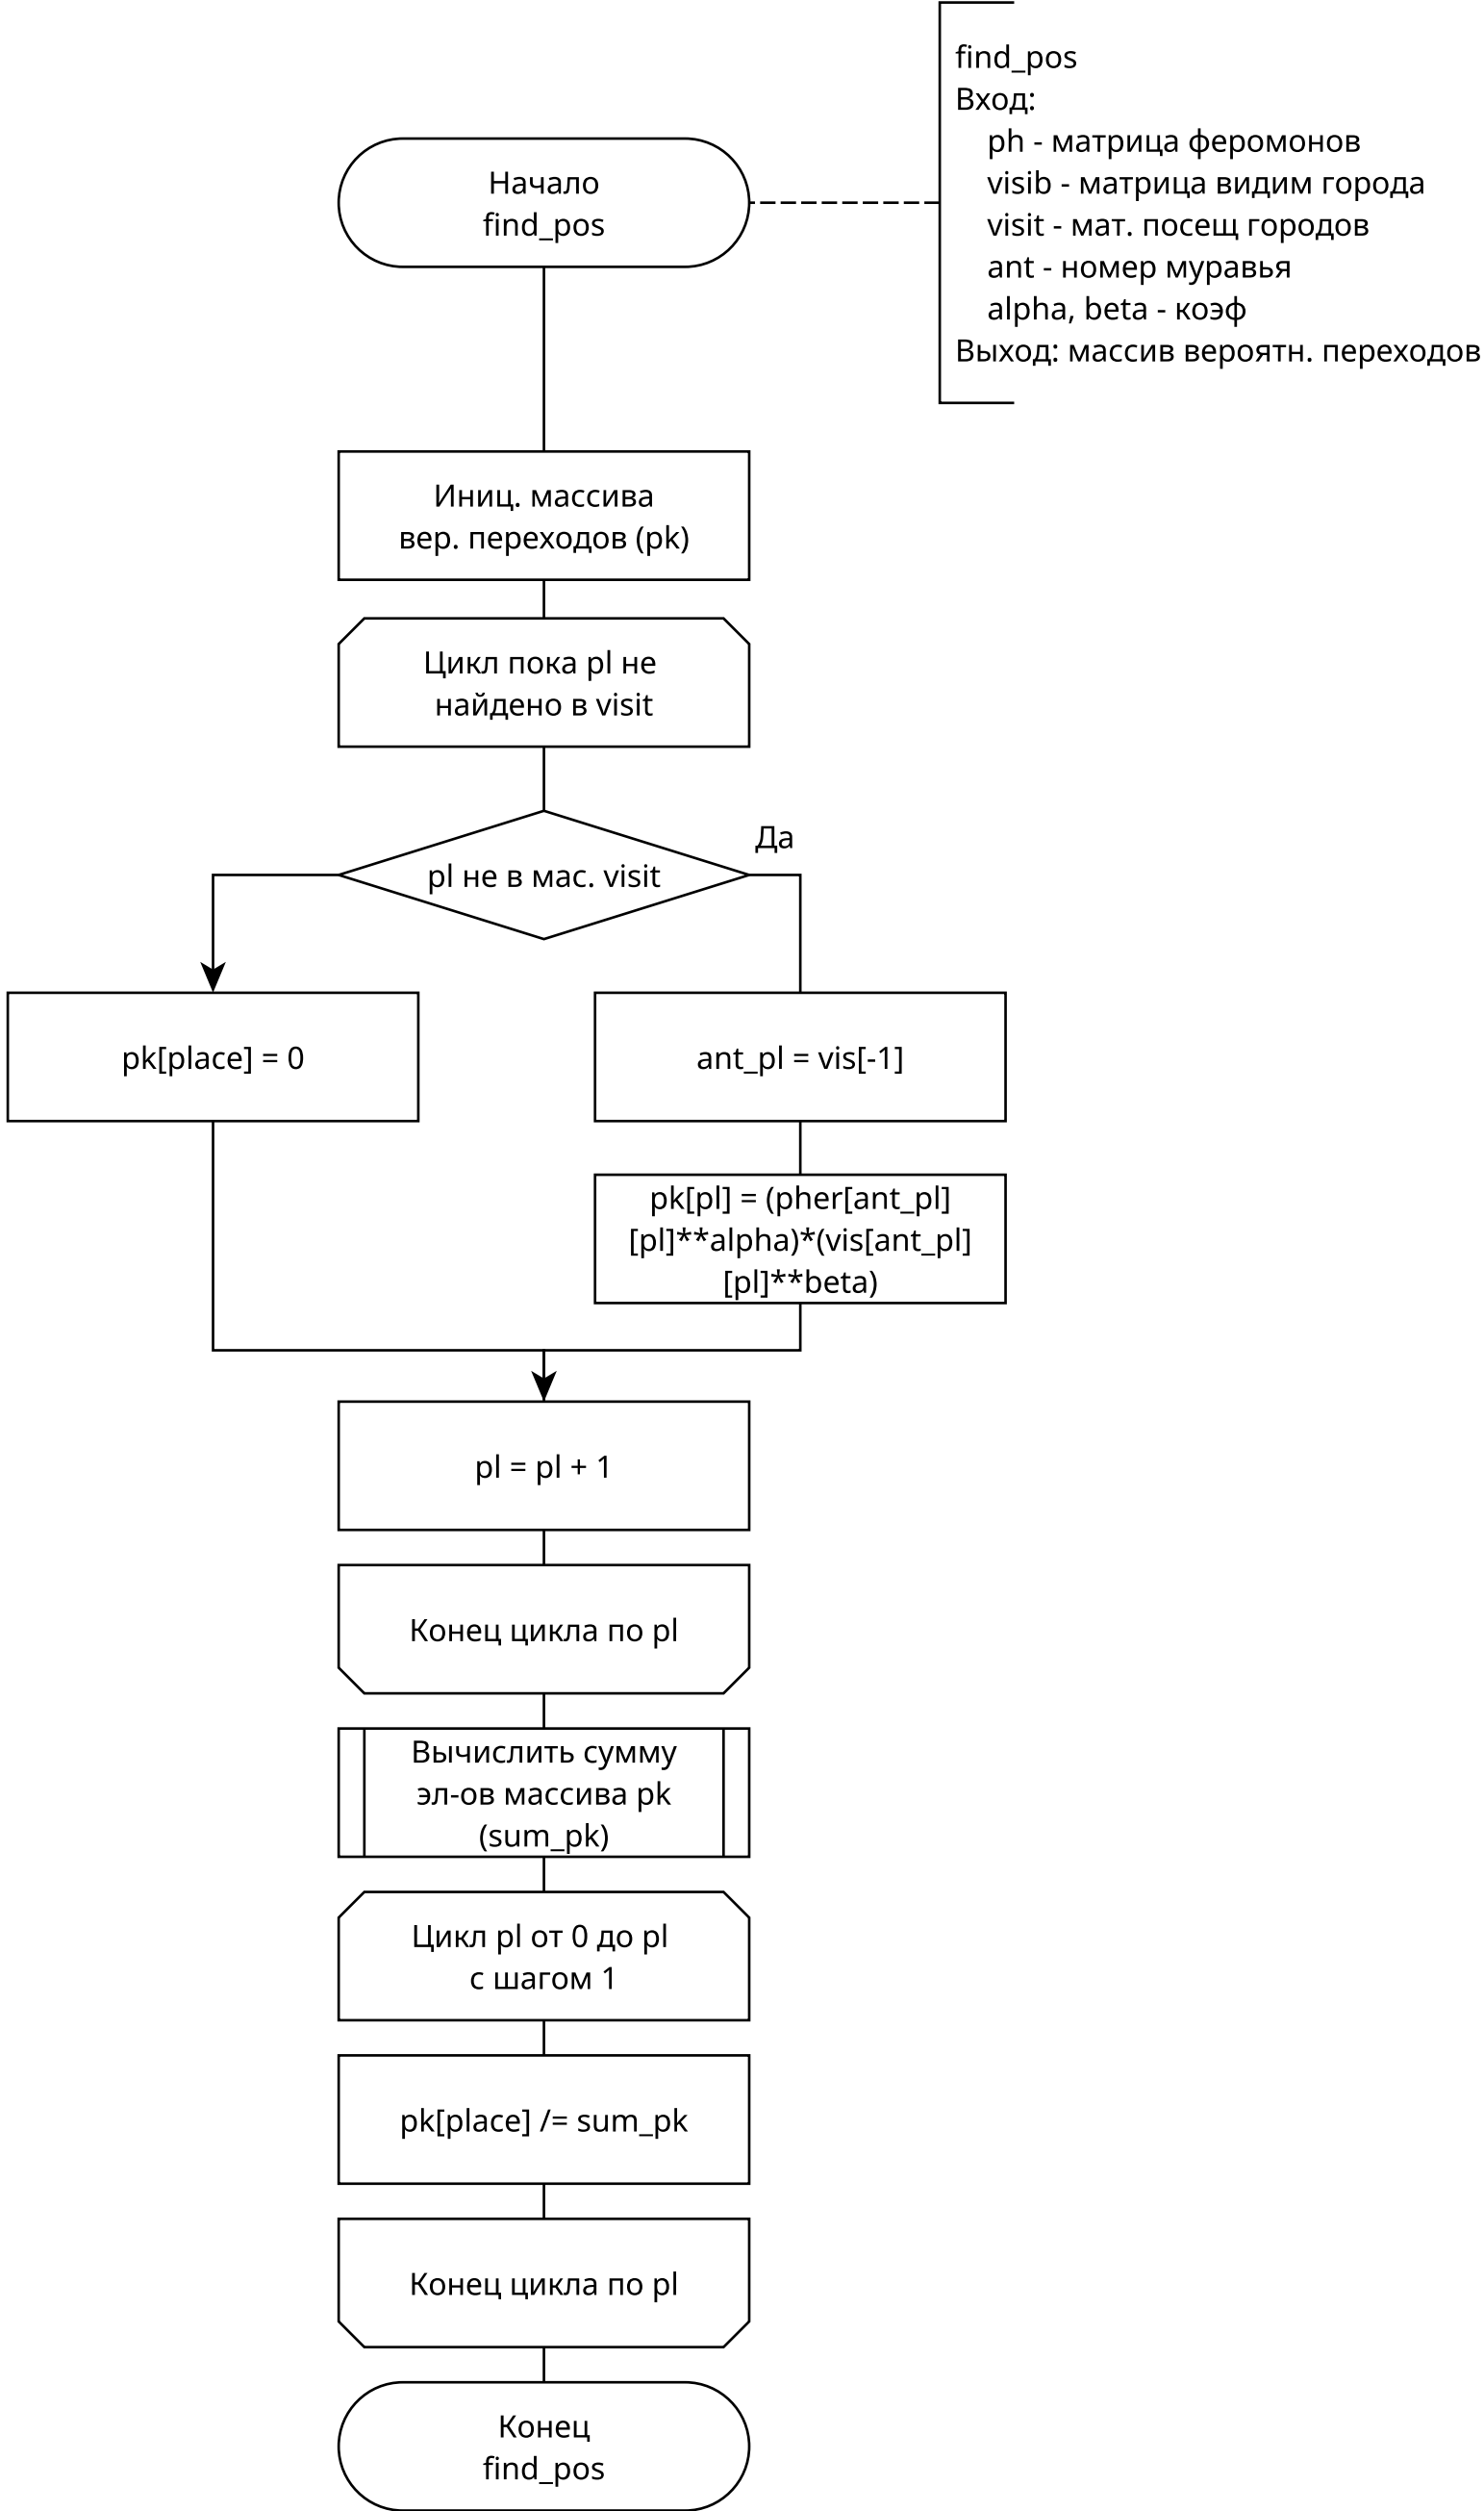 find_pos
Вход:
ph - матрица феромонов
visib - матрица видим города
visit - мат. посещ городов
ant - номер муравья
alpha, beta - коэф
Выход: массив вероятн. переходов
Начало
find_pos
Иниц. массива
вер. переходов (pk)
Цикл пока pl не
найдено в visit
Да
pl не в мас. visit
pk[place] = 0
ant_pl = vis[-1]
pk[pl] = (pher[ant_pl]
[pl]**alpha)*(vis[ant_pl]
[pl]**beta)
pl = pl + 1
Конец цикла по pl
Вычислить сумму
эл-ов массива pk
(sum_pk)
Цикл pl от 0 до pl
с шагом 1
pk[place] /= sum_pk
Конец цикла по pl
Конец
find_pos